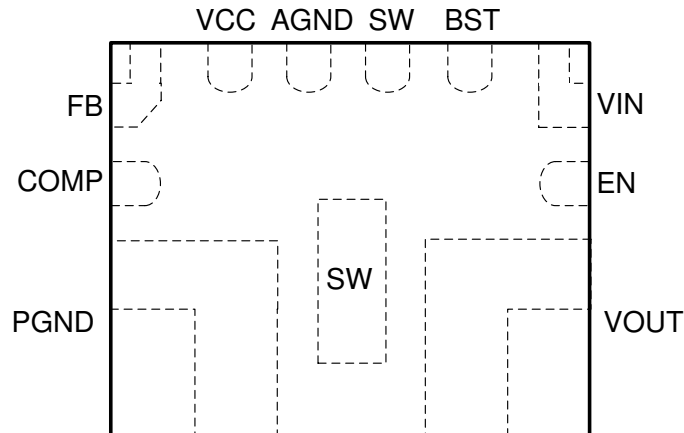 VCC AGND SW BST
FB
VIN
COMP
EN
SW
PGND
VOUT